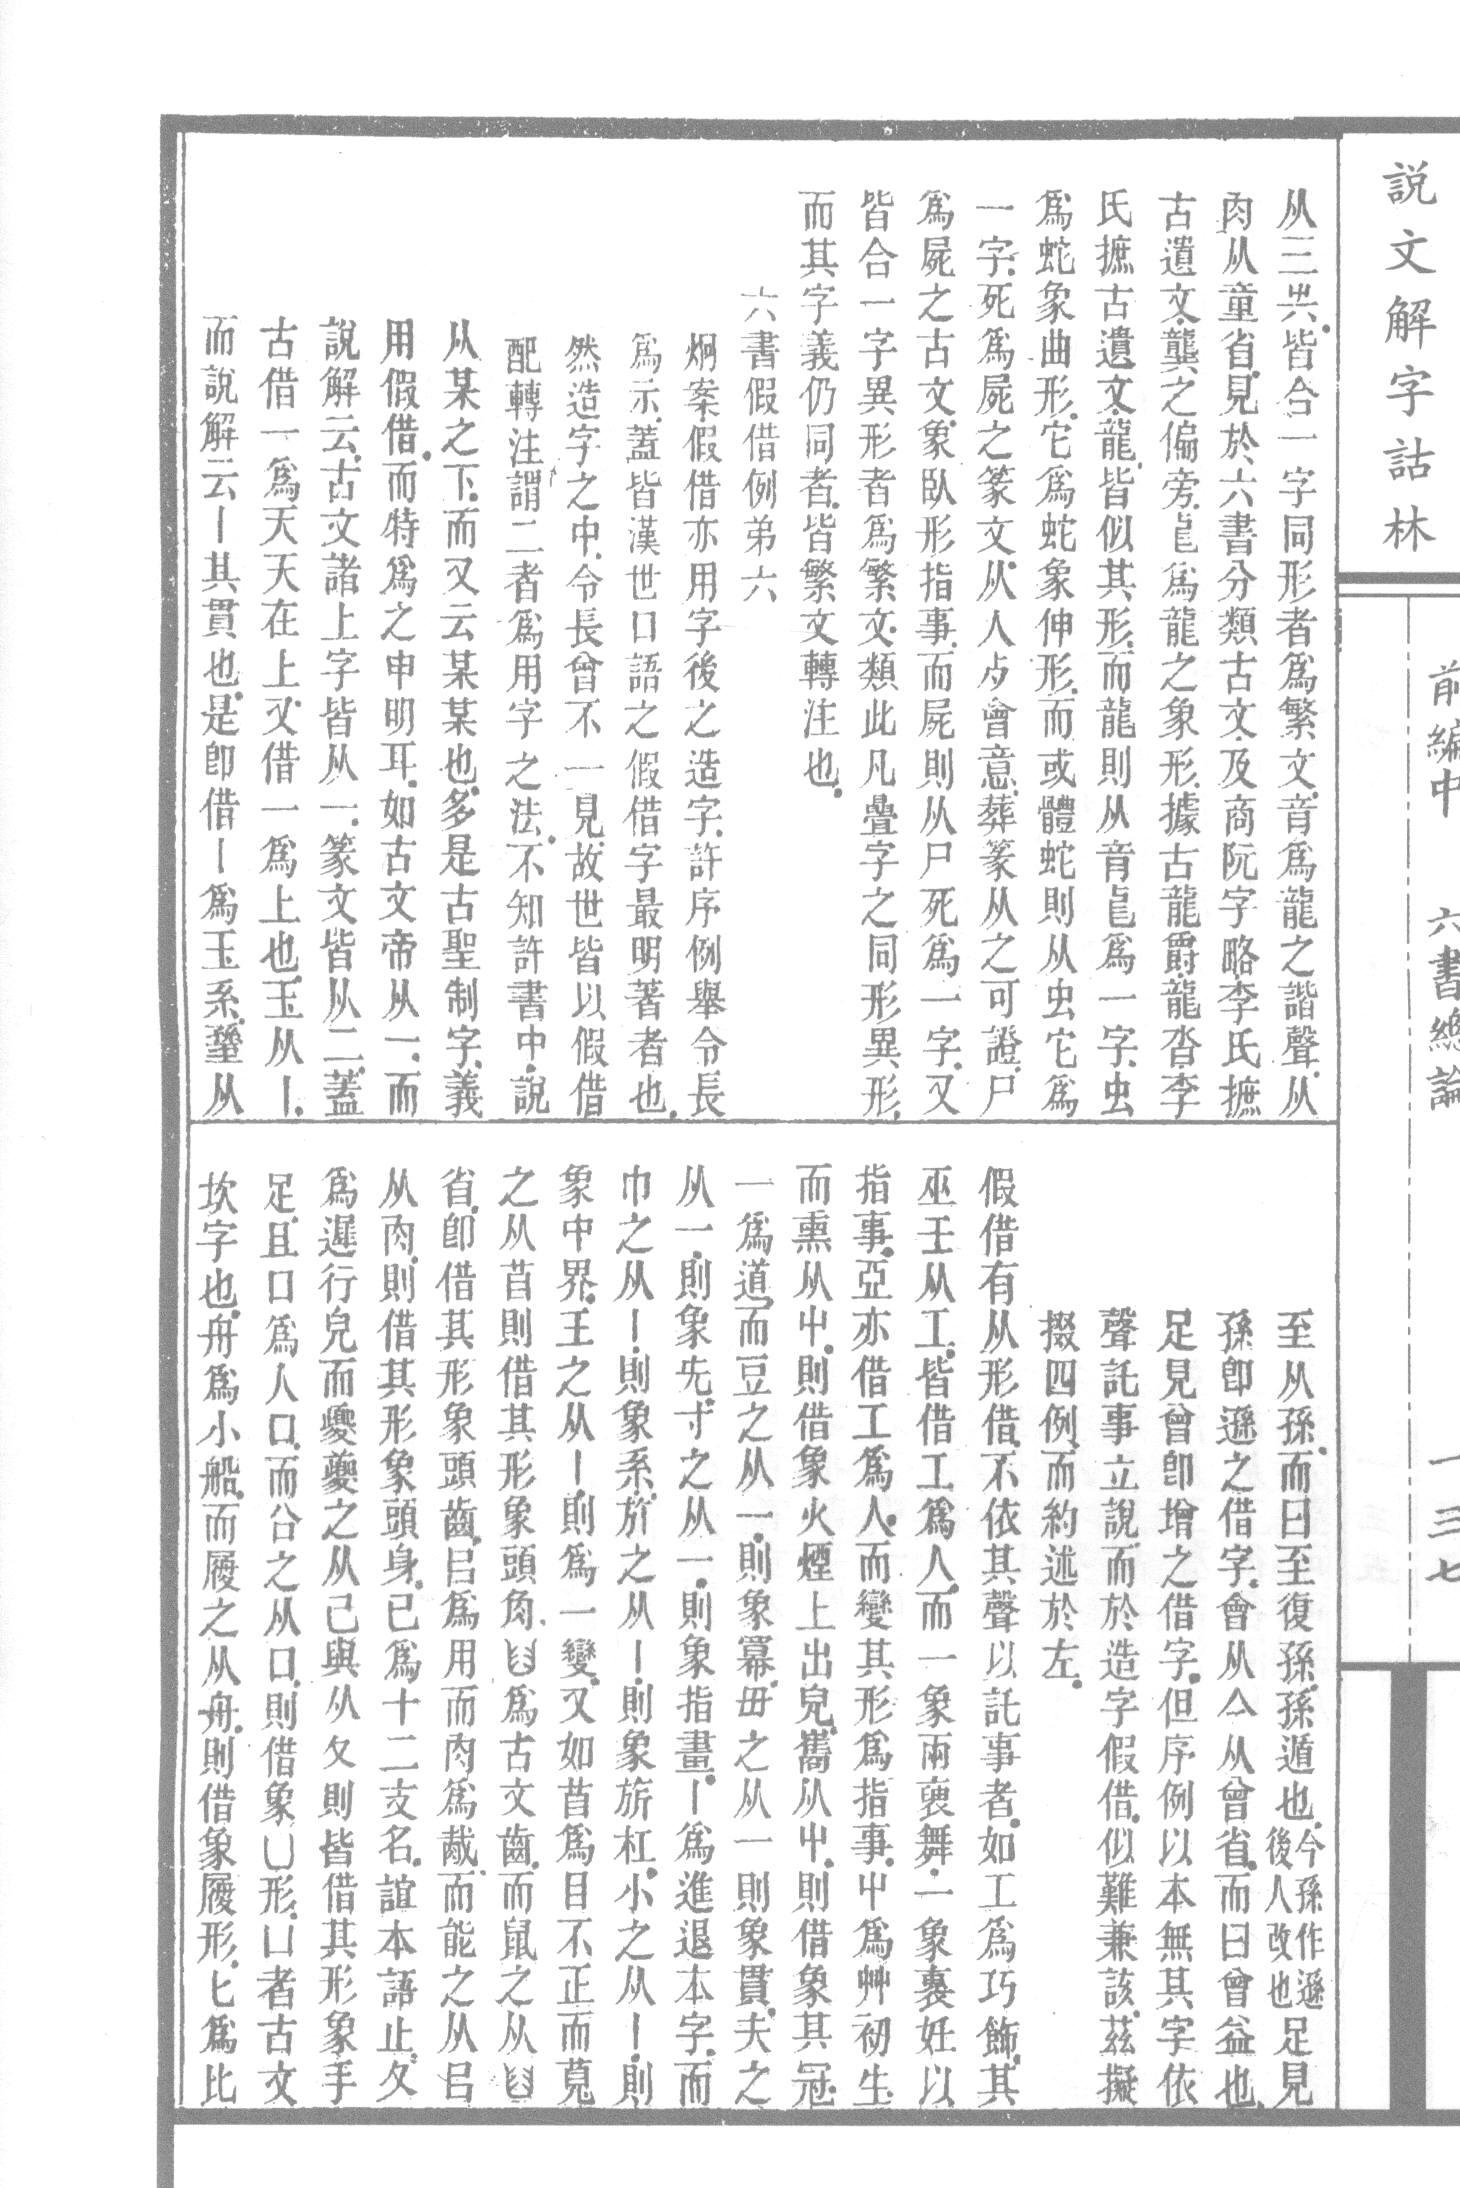 説文解字詁林
前編中　六書總論
一三七
从三𠀎.皆合一字同形者爲繁文.音爲龍之諧聲.从
肉从童省.見於六書分類古文.及商阮字略李氏摭
古遺文.龔之偏旁.㠯爲龍之象形.據古龍爵.龍沓.李
氏摭古遺文.龍.皆似其形.而龍則从音㠯爲一字.虫
爲蛇象曲形.它爲蛇象伸形.而或體蛇則从虫它爲
一字.死爲屍之篆文.从人歺會意.葬篆从之可證.尸
爲屍之古文.象臥形指事.而屍則从尸死爲一字.又
皆合一字異形者爲繁文.類此凡疊字之同形異形.
而其字義仍同者.皆繁文轉注也.
六書假借例弟六
炯案.假借亦用字後之造字.許序例舉令長
爲示.蓋皆漢世口語之假借字最明著者也.
然造字之中.令長曾不一見.故世皆以假借
配轉注謂二者爲用字之法.不知許書中.說
从某之下.而又云某某也.多是古聖制字.義
用假借.而特爲之申明耳.如古文帝从一.而
說解云.古文諸上字皆从一.篆文皆从二.蓋
古借一爲天天在上.又借一爲上也.玉从丨.
而說解云丨其貫也.是卽借丨爲玉系.𦤶从
至从孫.而曰至復孫.孫遁也.今孫作遜後人改也足見
孫卽遜之借字.會从亼从曾省.而曰曾益也.
足見曾卽增之借字.但序例以本無其字依
聲託事立說.而於造字假借.似難兼該.茲擬
掇四例.而約述於左.
假借有从形借.不依其聲以託事者.如工爲巧飾.其
巫壬从工.皆借工爲人.而一象兩褎舞.一象裹妊以
指事.亞亦借工爲人.而變其形爲指事.屮爲艸初生.
而熏从屮.則借象火煙上出皃.巂从屮.則借象其冠.
一爲道.而豆之从一.則象冪.毌之从一則象貫.夫之
从一.則象兂.寸之从一.則象指畫.丨爲進退本字.而
巾之从丨則象系.㫃之从丨則象旂杠.小之从丨則
象中界.王之从丨則爲一變.又如𥄕爲目不正而莧
之从𥄕則借其形象頭角.𦥑爲古文齒.而鼠之从𦥑
省.卽借其形象頭齒.㠯爲用而肉爲胾.而能之从㠯
从肉.則借其形象頭身.已爲十二支名.誼本語止.夂
爲遲行皃而夔夒之从已與从夂則皆借其形象手
足.且口爲人口.而㕣之从口.則借象凵形.凵者古文
坎字也.舟爲小船.而履之从舟.則借象履形.匕爲比